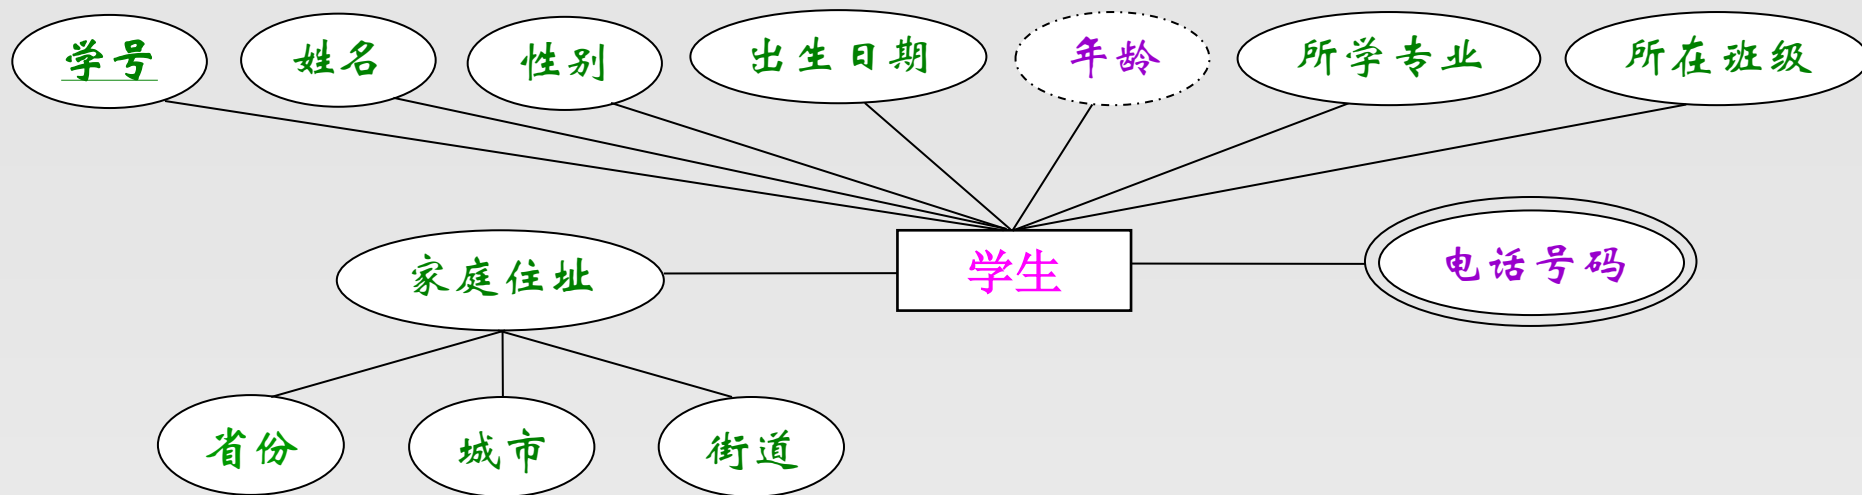 学号 姓名 性别 出生日期 年龄 所学专业 所在班级
家庭住址 学生 电话号码
省份 城市 街道